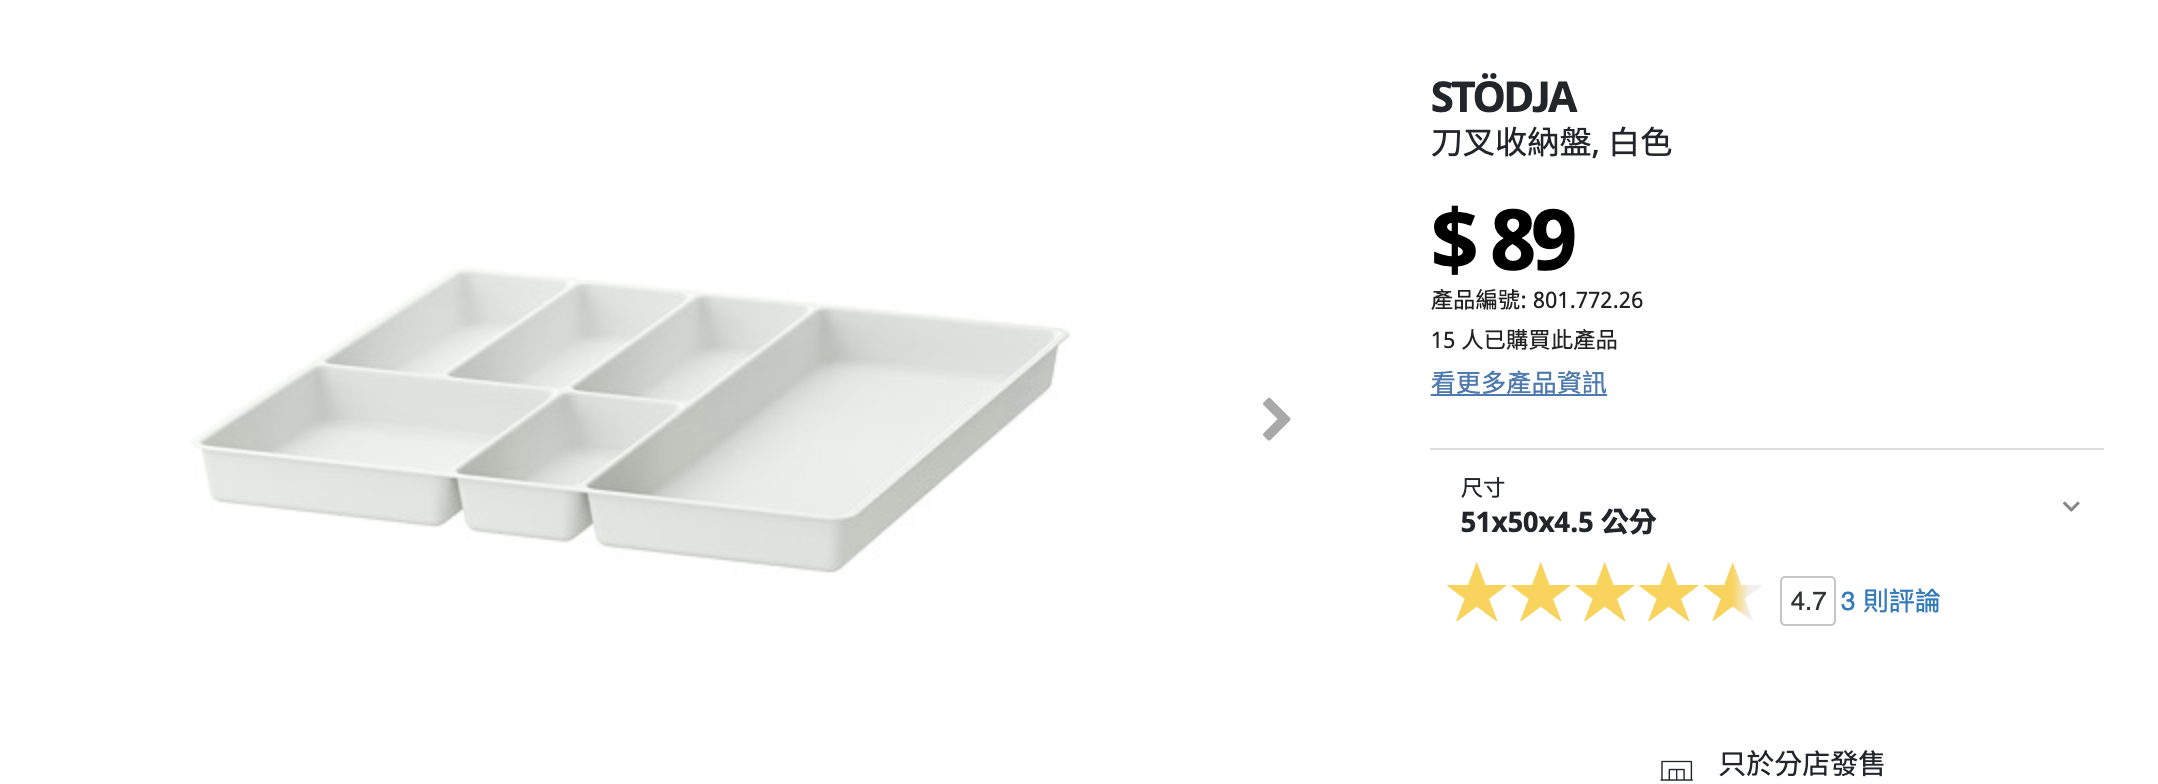 STÖDJA
刀叉收納盤, 白色
$ 89
產品編號: 801.772.26
15 人已購買此產品
看更多產品資訊
尺寸
51x50x4.5 公分
4.7 3 則評論
只於分店發售